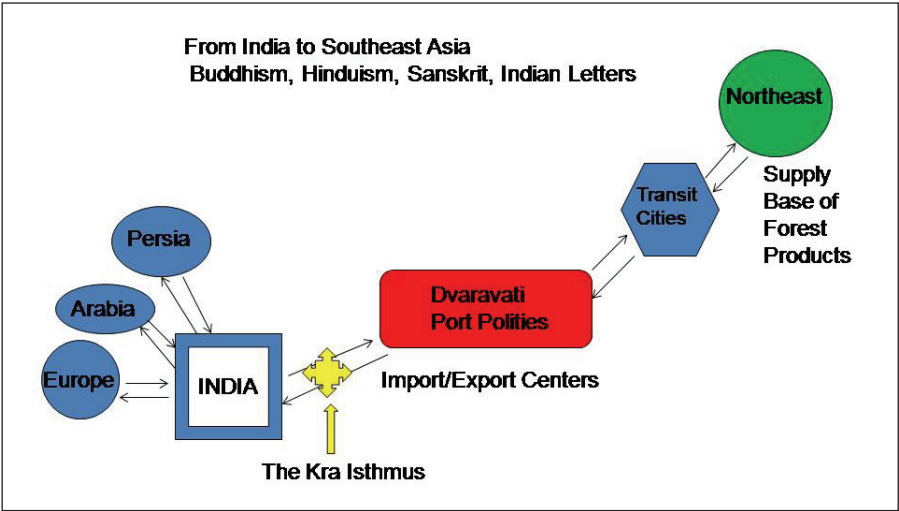 From India to Southeast Asia
Buddhism, Hinduism, Sanskrit, Indian Letters
Northeast
Supply
Base of
Forest
Products
Transit
Cities
Persia
Arabia
Europe
INDIA
Dvaravati
Port Polities
Import/Export Centers
The Kra Isthmus